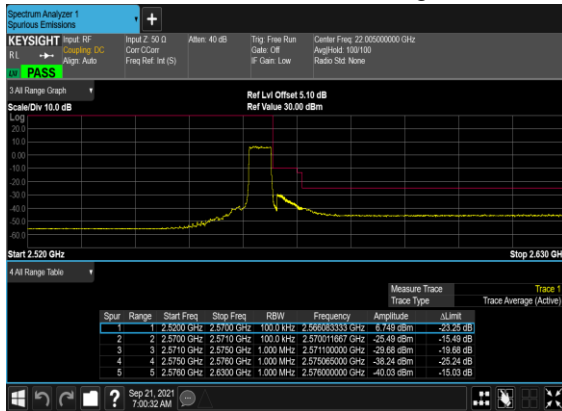 Spectrum Analyzer 1
Spurious Emissions
+
KEYSIGHT Input: RF Input Z: 50 Ω Atten: 40 dB Trig: Free Run Center Freq: 22.005000000 GHz
RL Coupling: DC Corr CCorr Gate: Off Avg|Hold: 100/100
Align: Auto Freq Ref: Int (S) IF Gain: Low Radio Std: None
PASS
3 All Range Graph
Ref Lvl Offset 5.10 dB
Scale/Div 10.0 dB Ref Value 30.00 dBm
Log
20.0
10.0
0.00
-10.0
-20.0
-30.0
-40.0
-50.0
-60.0
Start 2.520 GHz Stop 2.630 GH
4 All Range Table
Measure Trace Trace 1
Trace Type Trace Average (Active)
Spur Range Start Freq Stop Freq RBW Frequency Amplitude ΔLimit
1 1 2.5200 GHz 2.5700 GHz 100.0 kHz 2.566083333 GHz 6.749 dBm -23.25 dB
2 2 2.5700 GHz 2.5710 GHz 100.0 kHz 2.570011667 GHz -25.49 dBm -15.49 dB
3 3 2.5710 GHz 2.5750 GHz 1.000 MHz 2.571100000 GHz -29.68 dBm -19.68 dB
4 4 2.5750 GHz 2.5760 GHz 1.000 MHz 2.575065000 GHz -38.24 dBm -25.24 dB
5 5 2.5760 GHz 2.6300 GHz 1.000 MHz 2.576000000 GHz -40.03 dBm -15.03 dB
? Sep 21, 2021
7:00:32 AM